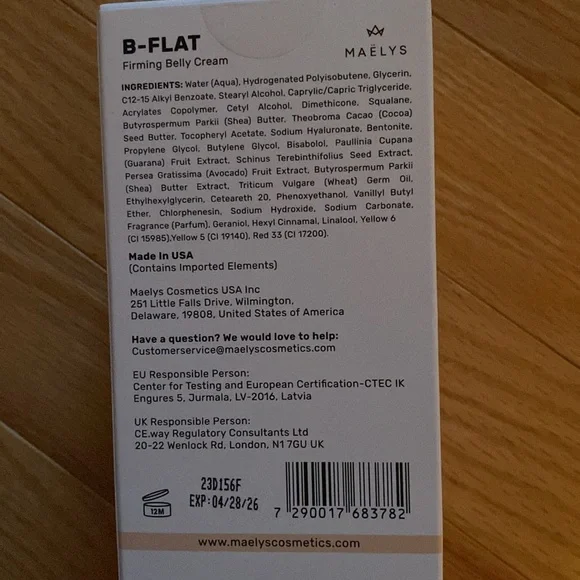 B-FLAT
Firming Belly Cream
MAËLYS
INGREDIENTS: Water (Aqua), Hydrogenated Polyisobutene, Glycerin,
C12-15 Alkyl Benzoate, Stearyl Alcohol, Caprylic/Capric Triglyceride,
Acrylates Copolymer, Cetyl Alcohol, Dimethicone, Squalane,
Butyrospermum Parkii (Shea) Butter, Theobroma Cacao (Cocoa)
Seed Butter, Tocopheryl Acetate, Sodium Hyaluronate, Bentonite,
Propylene Glycol, Butylene Glycol, Bisabolol, Paullinia Cupana
(Guarana) Fruit Extract, Schinus Terebinthifolius Seed Extract,
Persea Gratissima (Avocado) Fruit Extract, Butyrospermum Parkii
(Shea) Butter Extract, Triticum Vulgare (Wheat) Germ Oil,
Ethylhexylglycerin, Ceteareth 20, Phenoxyethanol, Vanillyl Butyl
Ether, Chlorphenesin, Sodium Hydroxide, Sodium Carbonate,
Fragrance (Parfum), Geraniol, Hexyl Cinnamal, Linalool, Yellow 6
(CI 15985),Yellow 5 (CI 19140), Red 33 (CI 17200).
Made In USA
(Contains Imported Elements)
Maelys Cosmetics USA Inc
251 Little Falls Drive, Wilmington,
Delaware, 19808, United States of America
Have a question? We would love to help:
Customerservice@maelyscosmetics.com
EU Responsible Person:
Center for Testing and European Certification-CTEC IK
Engures 5, Jurmala, LV-2016, Latvia
UK Responsible Person:
CE.way Regulatory Consultants Ltd
20-22 Wenlock Rd, London, N1 7GU UK
12M
23D156F
EXP:04/28/26
7 290017 683782
www.maelyscosmetics.com